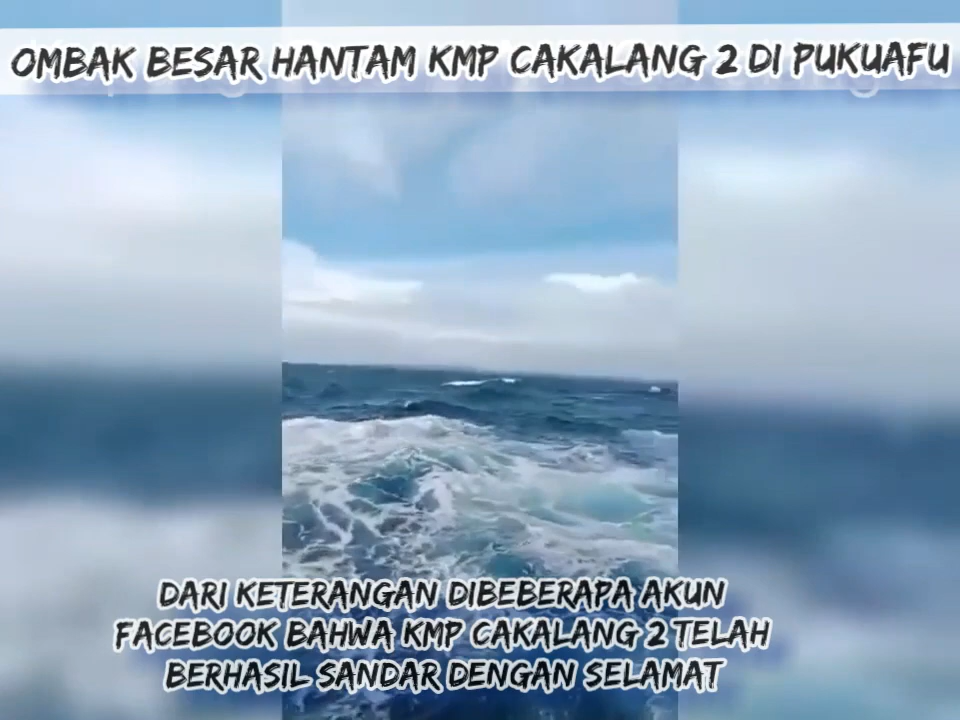 OMBAK BESAR HANTAM KMP CAKALANG 2 DI PUKUAFU
DARI KETERANGAN DIBEBERAPA AKUN
FACEBOOK BAHWA KMP CAKALANG 2 TELAH
BERHASIL SANDAR DENGAN SELAMAT